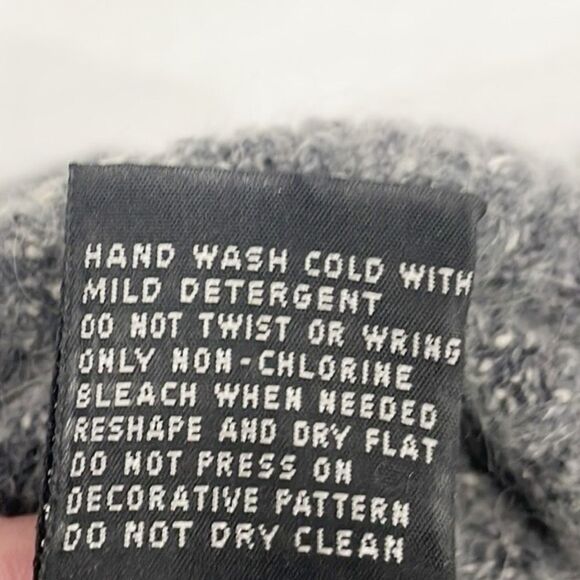 HAND WASH COLD WITH
MILD DETERGENT
DO NOT TWIST OR WRING
ONLY NON-CHLORINE
BLEACH WHEN NEEDED
RESHAPE AND DRY FLAT
DO NOT PRESS ON
DECORATIVE PATTERN
DO NOT DRY CLEAN